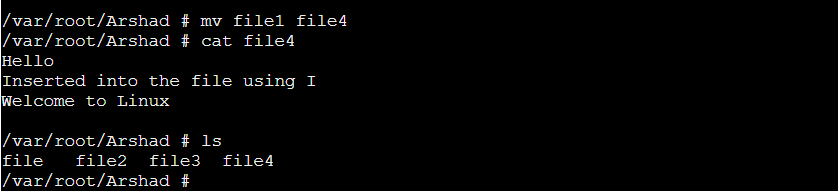 /var/root/Arshad # mv file1 file4
/var/root/Arshad # cat file4
Hello
Inserted into the file using I
Welcome to Linux

/var/root/Arshad # ls
file   file2  file3  file4
/var/root/Arshad #